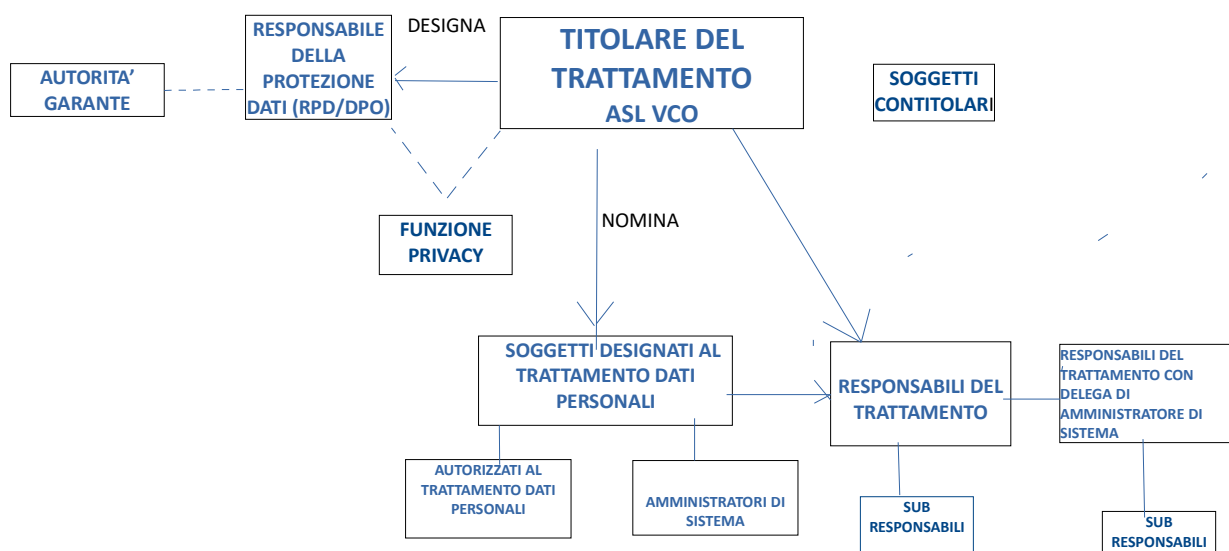 DESIGNA
RESPONSABILE
DELLA
PROTEZIONE
DATI (RPD/DPO)
TITOLARE DEL
TRATTAMENTO
ASL VCO
AUTORITA’
GARANTE
SOGGETTI
CONTITOLARI
FUNZIONE
PRIVACY
NOMINA
SOGGETTI DESIGNATI AL
TRATTAMENTO DATI
PERSONALI
RESPONSABILI DEL
TRATTAMENTO
RESPONSABILI DEL
TRATTAMENTO CON
DELEGA DI
AMMINISTRATORE DI
SISTEMA
AUTORIZZATI AL
TRATTAMENTO DATI
PERSONALI
AMMINISTRATORI DI
SISTEMA
SUB
RESPONSABILI
SUB
RESPONSABILI